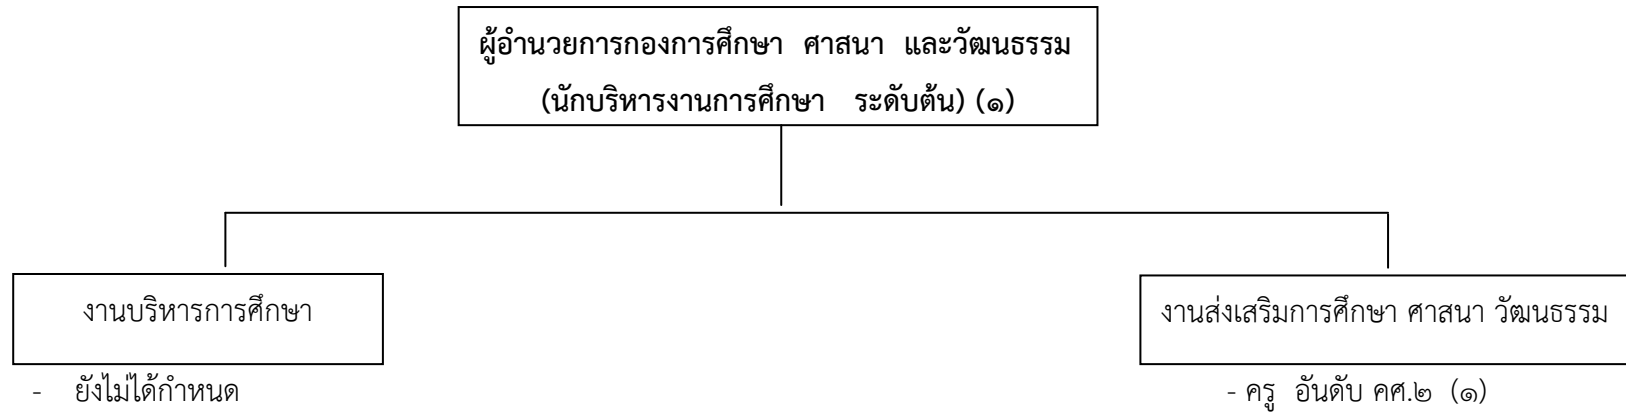 ผู้อำนวยการกองการศึกษา ศาสนา และวัฒนธรรม
(นักบริหารงานการศึกษา ระดับต้น) (๑)
งานบริหารการศึกษา
- ยังไม่ได้กำหนด
งานส่งเสริมการศึกษา ศาสนา วัฒนธรรม
- ครู อันดับ คศ.๒ (๑)